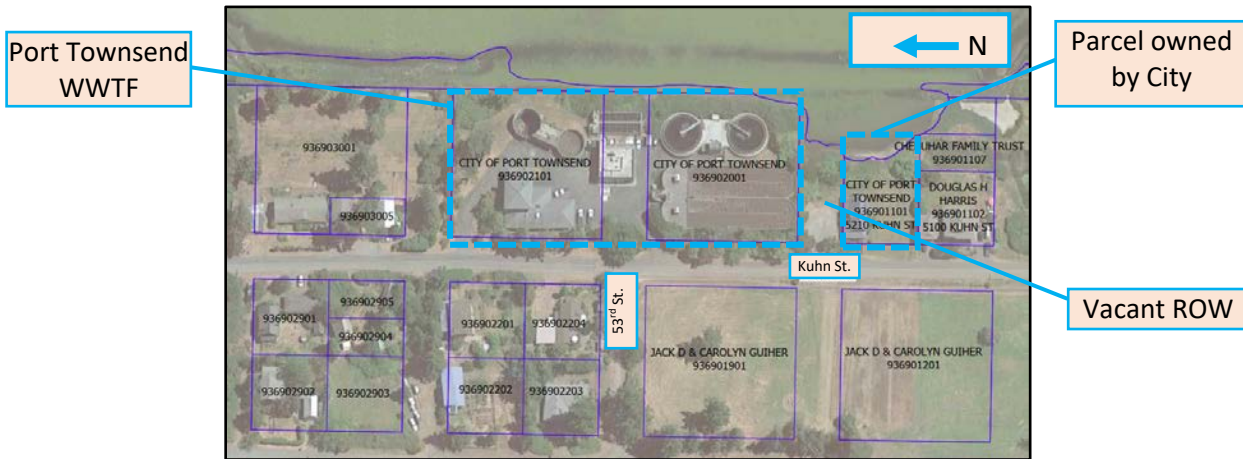 Port Townsend
WWTF
N
Parcel owned
by City
Vacant ROW
936903001
936903005
CITY OF PORT TOWNSEND
936902101
CITY OF PORT TOWNSEND
936902001
CITY OF PORT
TOWNSEND
936901101
5210 KUHN ST
FAMILY TRUST
936901107
DOUGLAS H
HARRIS
936901102
5100 KUHN ST
Kuhn St.
53rd St.
936902901
936902905
936902904
936902902
936902903
936902201
936902204
936902202
936902203
JACK D & CAROLYN GUIHER
936901901
JACK D & CAROLYN GUIHER
936901201